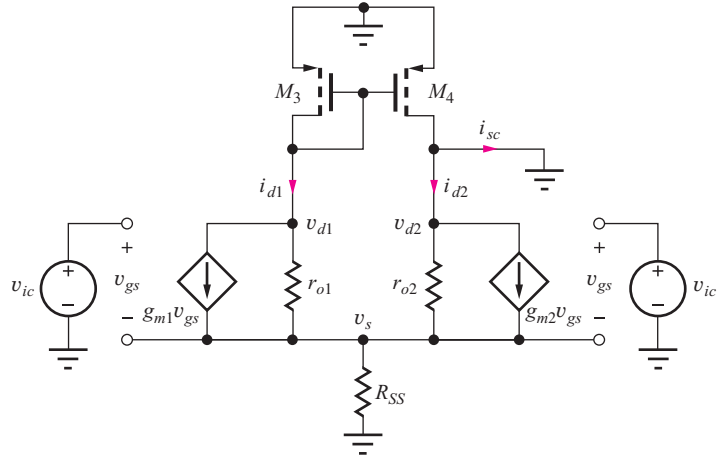 M3
M4
isc
id1
id2
vd1
vd2
vic
+
−
+
vgs
−
gm1vgs
ro1
vs
ro2
gm2vgs
+
vgs
−
+
−
vic
RSS